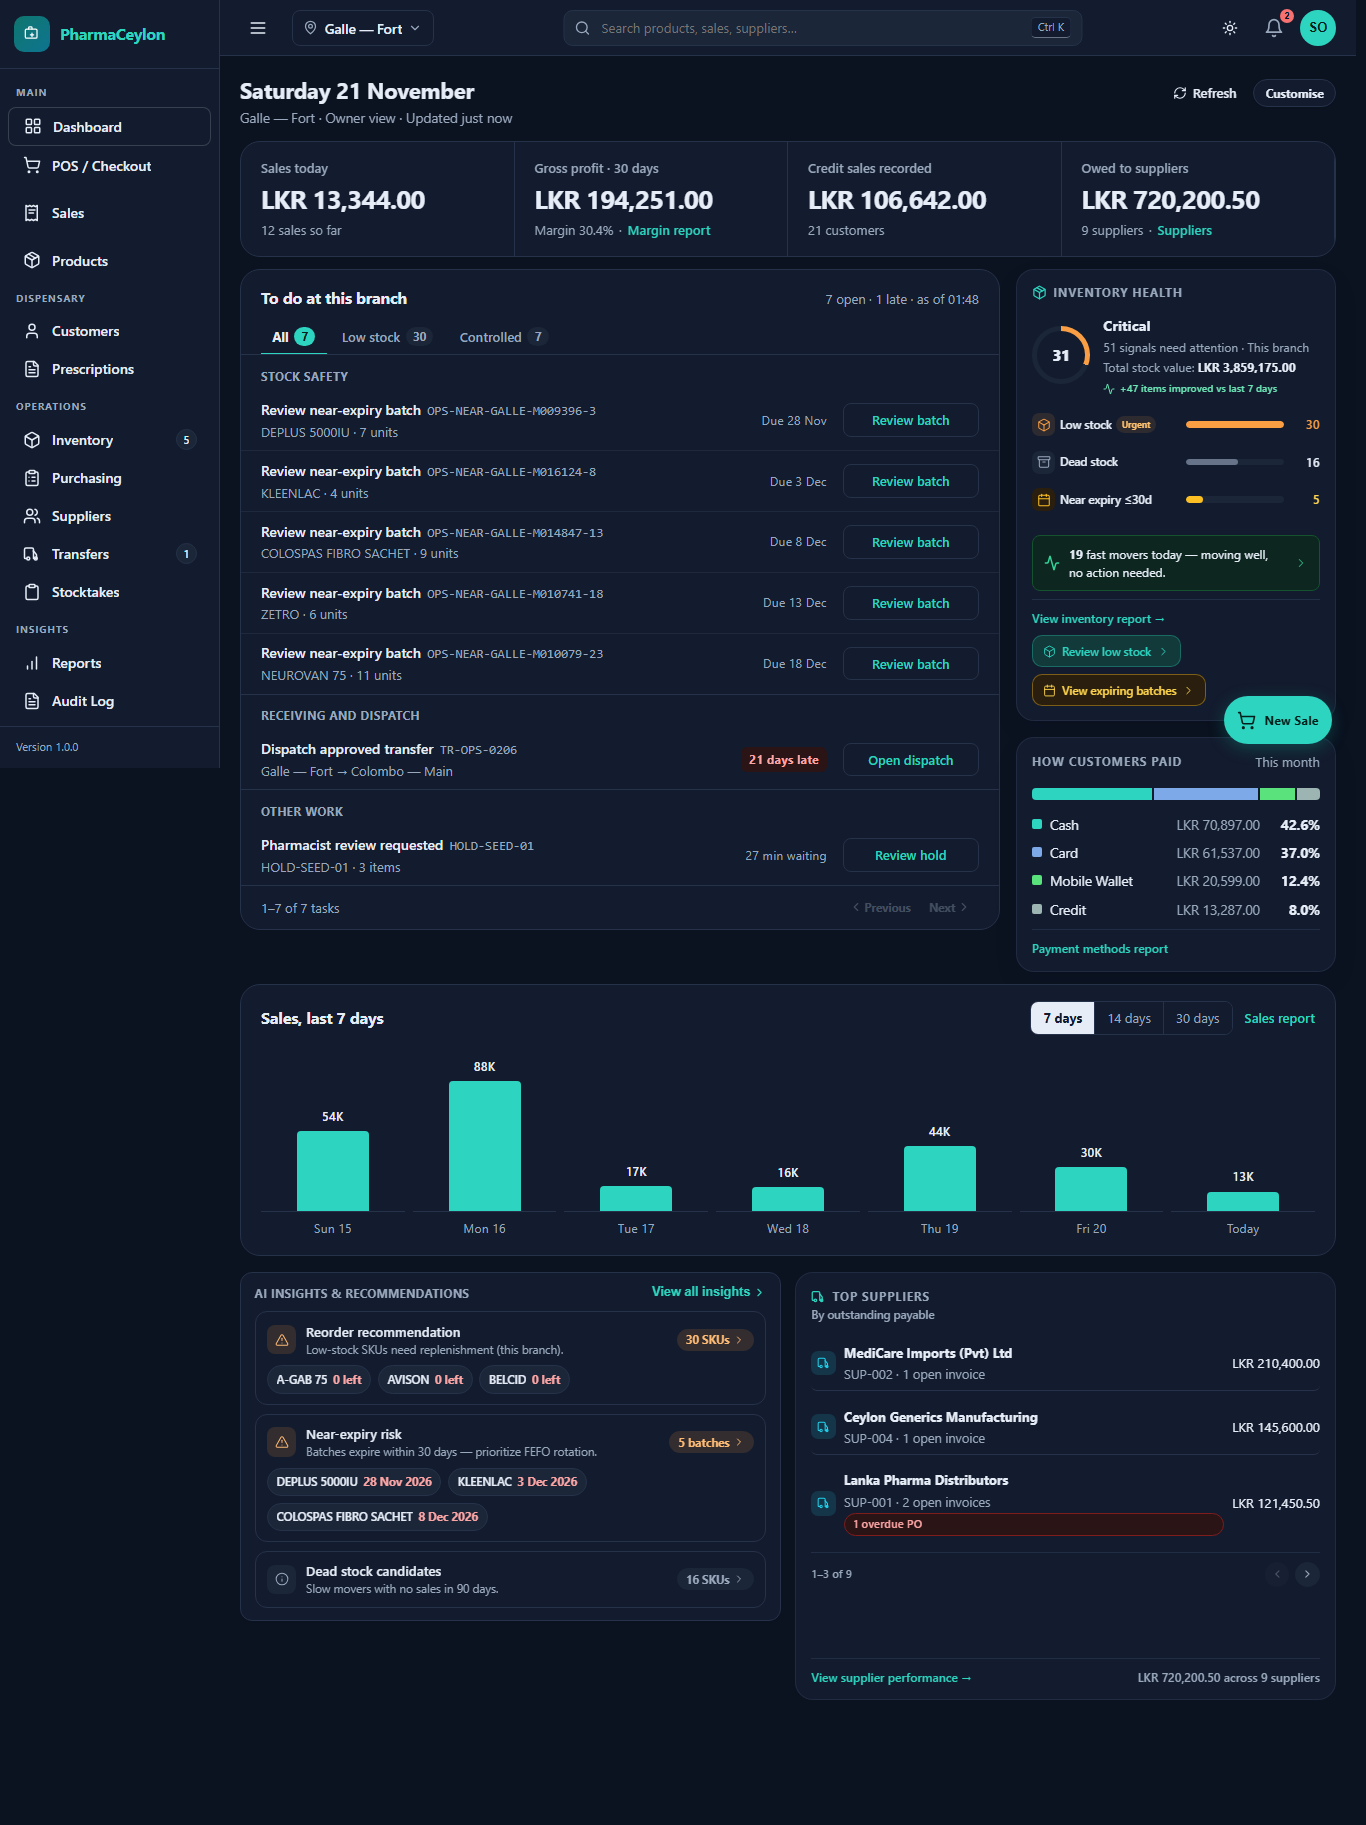 PharmaCeylon
Galle — Fort
Search products, sales, suppliers...
Ctrl K
2
SO
MAIN
Dashboard
POS / Checkout
Sales
Products
DISPENSARY
Customers
Prescriptions
OPERATIONS
Inventory 5
Purchasing
Suppliers
Transfers 1
Stocktakes
INSIGHTS
Reports
Audit Log
Version 1.0.0
Saturday 21 November
Galle — Fort · Owner view · Updated just now
Refresh
Customise
Sales today
LKR 13,344.00
12 sales so far
Gross profit · 30 days
LKR 194,251.00
Margin 30.4% · Margin report
Credit sales recorded
LKR 106,642.00
21 customers
Owed to suppliers
LKR 720,200.50
9 suppliers · Suppliers
To do at this branch
7 open · 1 late · as of 01:48
All 7 Low stock 30 Controlled 7
STOCK SAFETY
Review near-expiry batch OPS-NEAR-GALLE-M009396-3
DEPLUS 5000IU · 7 units
Due 28 Nov
Review batch
Review near-expiry batch OPS-NEAR-GALLE-M016124-8
KLEENLAC · 4 units
Due 3 Dec
Review batch
Review near-expiry batch OPS-NEAR-GALLE-M014847-13
COLOSPAS FIBRO SACHET · 9 units
Due 8 Dec
Review batch
Review near-expiry batch OPS-NEAR-GALLE-M010741-18
ZETRO · 6 units
Due 13 Dec
Review batch
Review near-expiry batch OPS-NEAR-GALLE-M010079-23
NEUROVAN 75 · 11 units
Due 18 Dec
Review batch
RECEIVING AND DISPATCH
Dispatch approved transfer TR-OPS-0206
Galle — Fort → Colombo — Main
21 days late
Open dispatch
OTHER WORK
Pharmacist review requested HOLD-SEED-01
HOLD-SEED-01 · 3 items
27 min waiting
Review hold
1–7 of 7 tasks
Previous Next
INVENTORY HEALTH
31
Critical
51 signals need attention · This branch
Total stock value: LKR 3,859,175.00
+47 items improved vs last 7 days
Low stock Urgent 30
Dead stock 16
Near expiry ≤30d 5
19 fast movers today — moving well,
no action needed.
View inventory report →
Review low stock
View expiring batches
New Sale
HOW CUSTOMERS PAID
This month
Cash LKR 70,897.00 42.6%
Card LKR 61,537.00 37.0%
Mobile Wallet LKR 20,599.00 12.4%
Credit LKR 13,287.00 8.0%
Payment methods report
Sales, last 7 days
7 days 14 days 30 days Sales report
54K
88K
17K
16K
44K
30K
13K
Sun 15 Mon 16 Tue 17 Wed 18 Thu 19 Fri 20 Today
AI INSIGHTS & RECOMMENDATIONS
View all insights
Reorder recommendation
Low-stock SKUs need replenishment (this branch).
30 SKUs
A-GAB 75 0 left AVISON 0 left BELCID 0 left
Near-expiry risk
Batches expire within 30 days — prioritize FEFO rotation.
5 batches
DEPLUS 5000IU 28 Nov 2026 KLEENLAC 3 Dec 2026
COLOSPAS FIBRO SACHET 8 Dec 2026
Dead stock candidates
Slow movers with no sales in 90 days.
16 SKUs
TOP SUPPLIERS
By outstanding payable
MediCare Imports (Pvt) Ltd
SUP-002 · 1 open invoice
LKR 210,400.00
Ceylon Generics Manufacturing
SUP-004 · 1 open invoice
LKR 145,600.00
Lanka Pharma Distributors
SUP-001 · 2 open invoices
1 overdue PO
LKR 121,450.50
1–3 of 9
View supplier performance →
LKR 720,200.50 across 9 suppliers